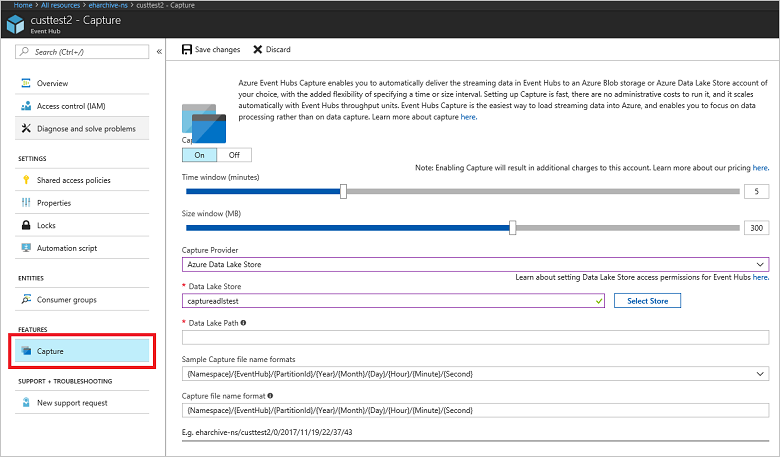 Home > All resources > eharchive-ns > custtest2 - Capture
custtest2 - Capture
Event Hub
Search (Ctrl+/)
«
Overview
Access control (IAM)
Diagnose and solve problems
SETTINGS
Shared access policies
Properties
Locks
Automation script
ENTITIES
Consumer groups
FEATURES
Capture
SUPPORT + TROUBLESHOOTING
New support request
Save changes
Discard
Azure Event Hubs Capture enables you to automatically deliver the streaming data in Event Hubs to an Azure Blob storage or Azure Data Lake Store account of
your choice, with the added flexibility of specifying a time or size interval. Setting up Capture is fast, there are no administrative costs to run it, and it scales
automatically with Event Hubs throughput units. Event Hubs Capture is the easiest way to load streaming data into Azure, and enables you to focus on data
processing rather than on data capture. Learn more about capture here.
On
Off
Note: Enabling Capture will result in additional charges to this account. Learn more about our pricing here.
Time window (minutes)
5
Size window (MB)
300
Capture Provider
Azure Data Lake Store
Learn about setting Data Lake Store access permissions for Event Hubs here.
* Data Lake Store
captureadlstest
Select Store
* Data Lake Path
Sample Capture file name formats
{Namespace}/{EventHub}/{PartitionId}/{Year}/{Month}/{Day}/{Hour}/{Minute}/{Second}
Capture file name format
{Namespace}/{EventHub}/{PartitionId}/{Year}/{Month}/{Day}/{Hour}/{Minute}/{Second}
E.g. eharchive-ns/custtest2/0/2017/11/19/22/37/43